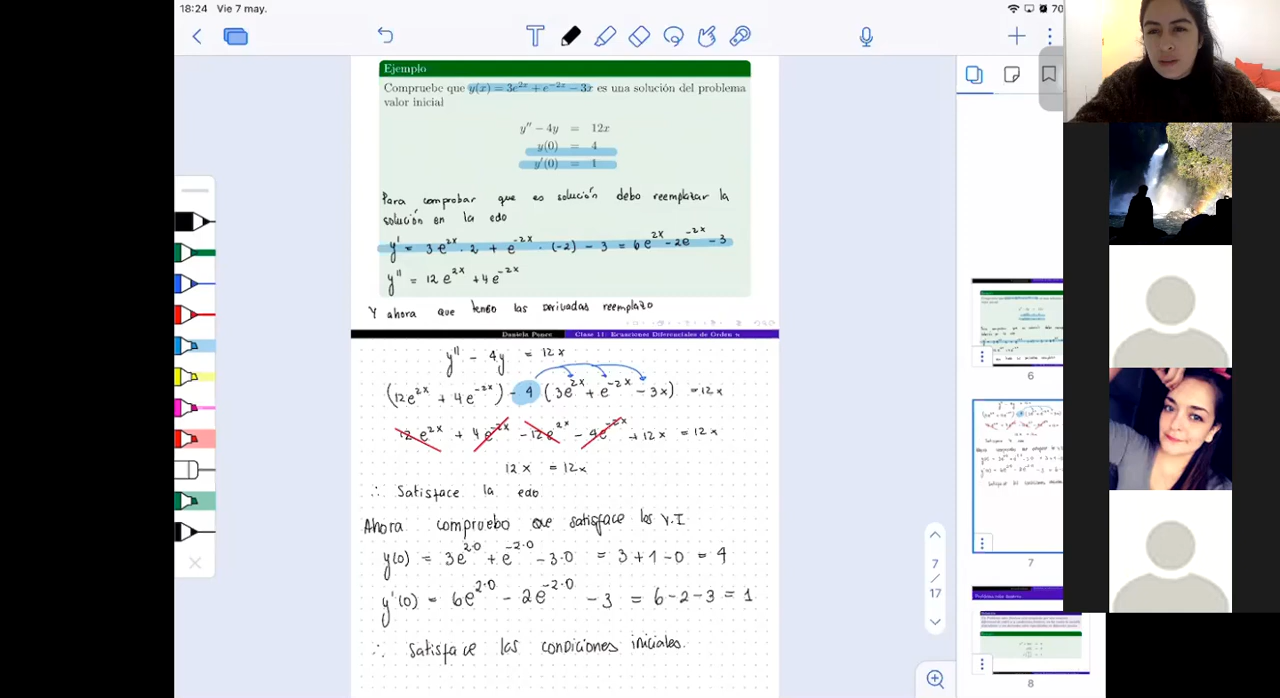 18:24 Vie 7 may.
70
Ejemplo
Compruebe que y(x) = 3e^{2x} + e^{-2x} − 3x es una solución del problema
valor inicial
y'' − 4y = 12x
y(0) = 4
y'(0) = 1
Para comprobar que es solución debo reemplazar la
solución en la edo
y' = 3e^{2x} · 2 + e^{-2x} · (-2) − 3 = 6e^{2x} − 2e^{-2x} − 3
y'' = 12e^{2x} + 4e^{-2x}
Y ahora que tengo las derivadas reemplazo
Daniela Ponce Clase 11: Ecuaciones Diferenciales de Orden n
y'' − 4y = 12x
(12e^{2x} + 4e^{-2x}) − 4 (3e^{2x} + e^{-2x} − 3x) = 12x
12e^{2x} + 4e^{-2x} − 12e^{2x} − 4e^{-2x} + 12x = 12x
12x = 12x
∴ Satisface la edo
Ahora compruebo que satisface los V.I
y(0) = 3e^{2·0} + e^{-2·0} − 3·0 = 3 + 1 − 0 = 4
y'(0) = 6e^{2·0} − 2e^{-2·0} − 3 = 6 − 2 − 3 = 1
∴ Satisface las condiciones iniciales.
7
/
17
6
7
8